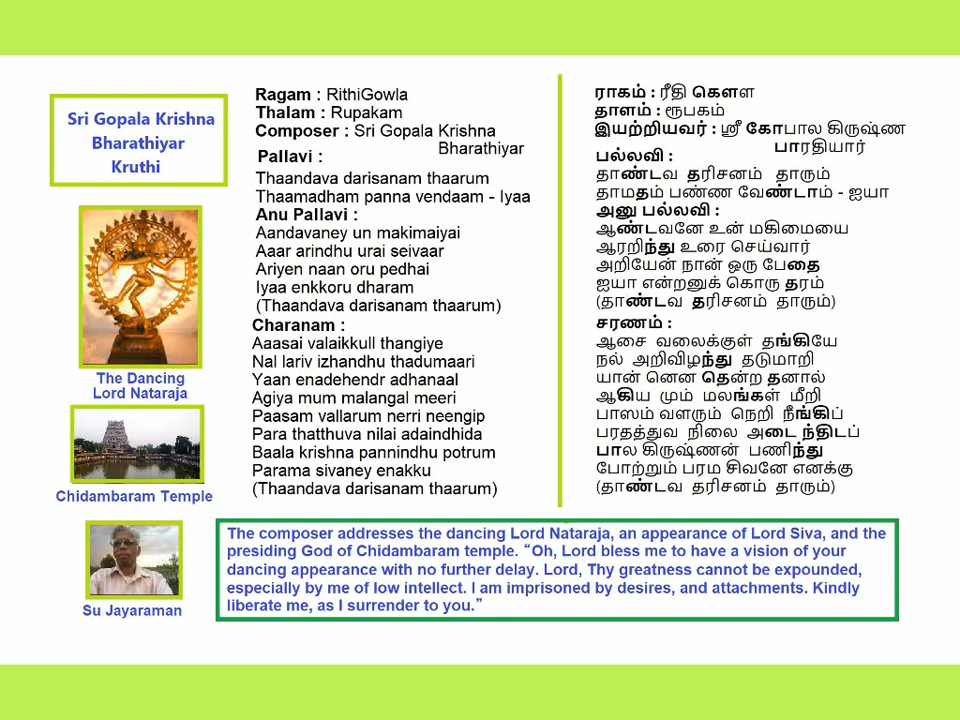 Sri Gopala Krishna
Bharathiyar
Kruthi
The Dancing
Lord Nataraja
Chidambaram Temple
Su Jayaraman
Ragam : RithiGowla
Thalam : Rupakam
Composer : Sri Gopala Krishna
Bharathiyar
Pallavi :
Thaandava darisanam thaarum
Thaamadham panna vendaam - Iyaa
Anu Pallavi :
Aandavaney un makimaiyai
Aaar arindhu urai seivaar
Ariyen naan oru pedhai
Iyaa enkkoru dharam
(Thaandava darisanam thaarum)
Charanam :
Aaasai valaikkull thangiye
Nal lariv izhandhu thadumaari
Yaan enadehendr adhanaal
Agiya mum malangal meeri
Paasam vallarum nerri neengip
Para thatthuva nilai adaindhida
Baala krishna pannindhu potrum
Parama sivaney enakku
(Thaandava darisanam thaarum)
ராகம் : ரீதி கௌள
தாளம் : ரூபகம்
இயற்றியவர் : ஸ்ரீ கோபால கிருஷ்ண
பாரதியார்
பல்லவி :
தாண்டவ தரிசனம் தாரும்
தாமதம் பண்ண வேண்டாம் - ஐயா
அனு பல்லவி :
ஆண்டவனே உன் மகிமையை
ஆரறிந்து உரை செய்வார்
அறியேன் நான் ஒரு பேதை
ஐயா என்றனுக் கொரு தரம்
(தாண்டவ தரிசனம் தாரும்)
சரணம் :
ஆசை வலைக்குள் தங்கியே
நல் அறிவிழந்து தடுமாறி
யான் னென தென்ற தனால்
ஆகிய மும் மலங்கள் மீறி
பாஸம் வளரும் நெறி நீங்கிப்
பரதத்துவ நிலை அடை ந்திடப்
பால கிருஷ்ணன் பணிந்து
போற்றும் பரம சிவனே எனக்கு
(தாண்டவ தரிசனம் தாரும்)
The composer addresses the dancing Lord Nataraja, an appearance of Lord Siva, and the
presiding God of Chidambaram temple. “Oh, Lord bless me to have a vision of your
dancing appearance with no further delay. Lord, Thy greatness cannot be expounded,
especially by me of low intellect. I am imprisoned by desires, and attachments. Kindly
liberate me, as I surrender to you.”